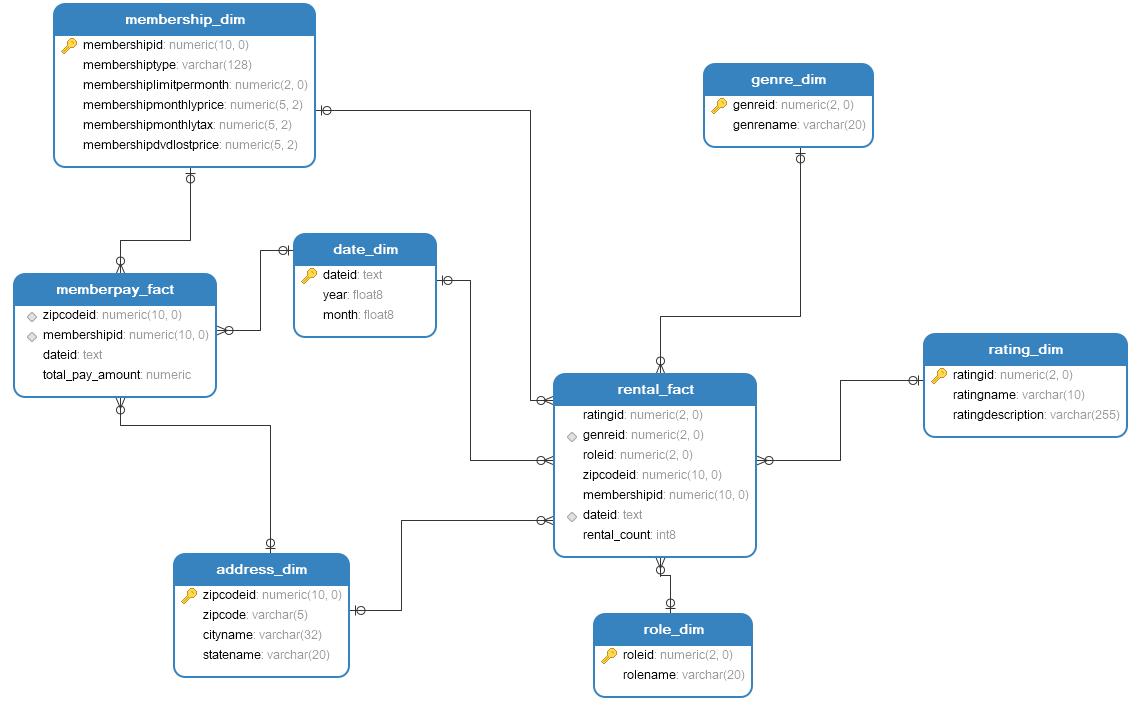 membership_dim
membershipid: numeric(10, 0)
membershiptype: varchar(128)
membershiplimitpermonth: numeric(2, 0)
membershipmonthlyprice: numeric(5, 2)
membershipmonthlytax: numeric(5, 2)
membershipdvdlostprice: numeric(5, 2)
genre_dim
genreid: numeric(2, 0)
genrename: varchar(20)
date_dim
dateid: text
year: float8
month: float8
memberpay_fact
zipcodeid: numeric(10, 0)
membershipid: numeric(10, 0)
dateid: text
total_pay_amount: numeric
rating_dim
ratingid: numeric(2, 0)
ratingname: varchar(10)
ratingdescription: varchar(255)
rental_fact
ratingid: numeric(2, 0)
genreid: numeric(2, 0)
roleid: numeric(2, 0)
zipcodeid: numeric(10, 0)
membershipid: numeric(10, 0)
dateid: text
rental_count: int8
address_dim
zipcodeid: numeric(10, 0)
zipcode: varchar(5)
cityname: varchar(32)
statename: varchar(20)
role_dim
roleid: numeric(2, 0)
rolename: varchar(20)